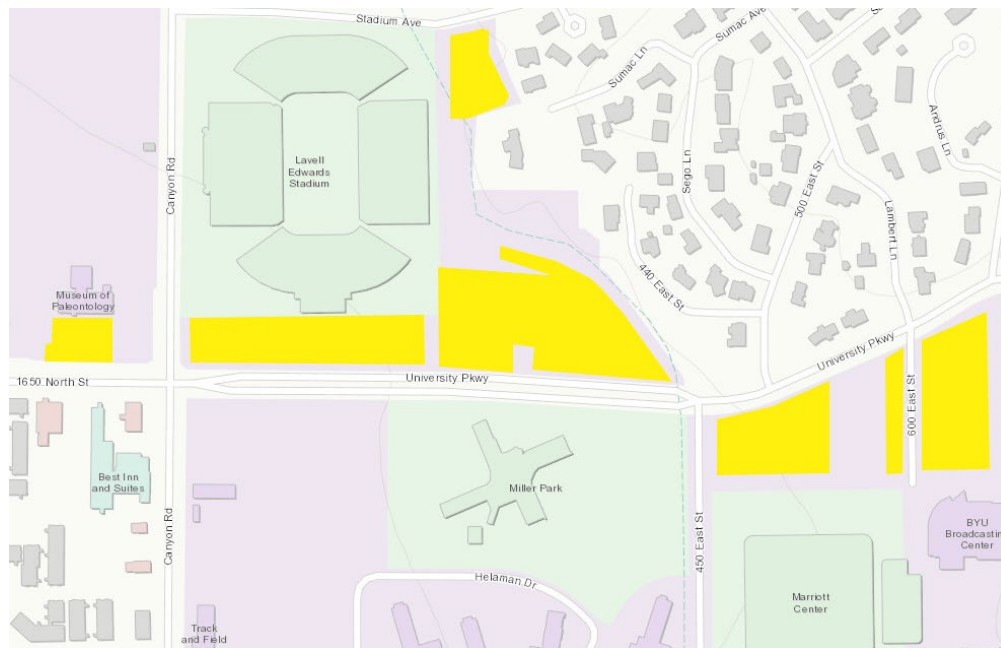 Stadium Ave
Sumac Ave
S
Sumac Ln
Canyon Rd
Lavell
Edwards
Stadium
Andrus Ln
Sego Ln
500 East St
Lambert Ln
440 East St
Museum of
Paleontology
University Pkwy
1650 North St
University Pkwy
600 East St
Best Inn
and Suites
Miller Park
BYU
Broadcasting
Center
Canyon Rd
450 East St
Helaman Dr
Marriott
Center
Track
and Field